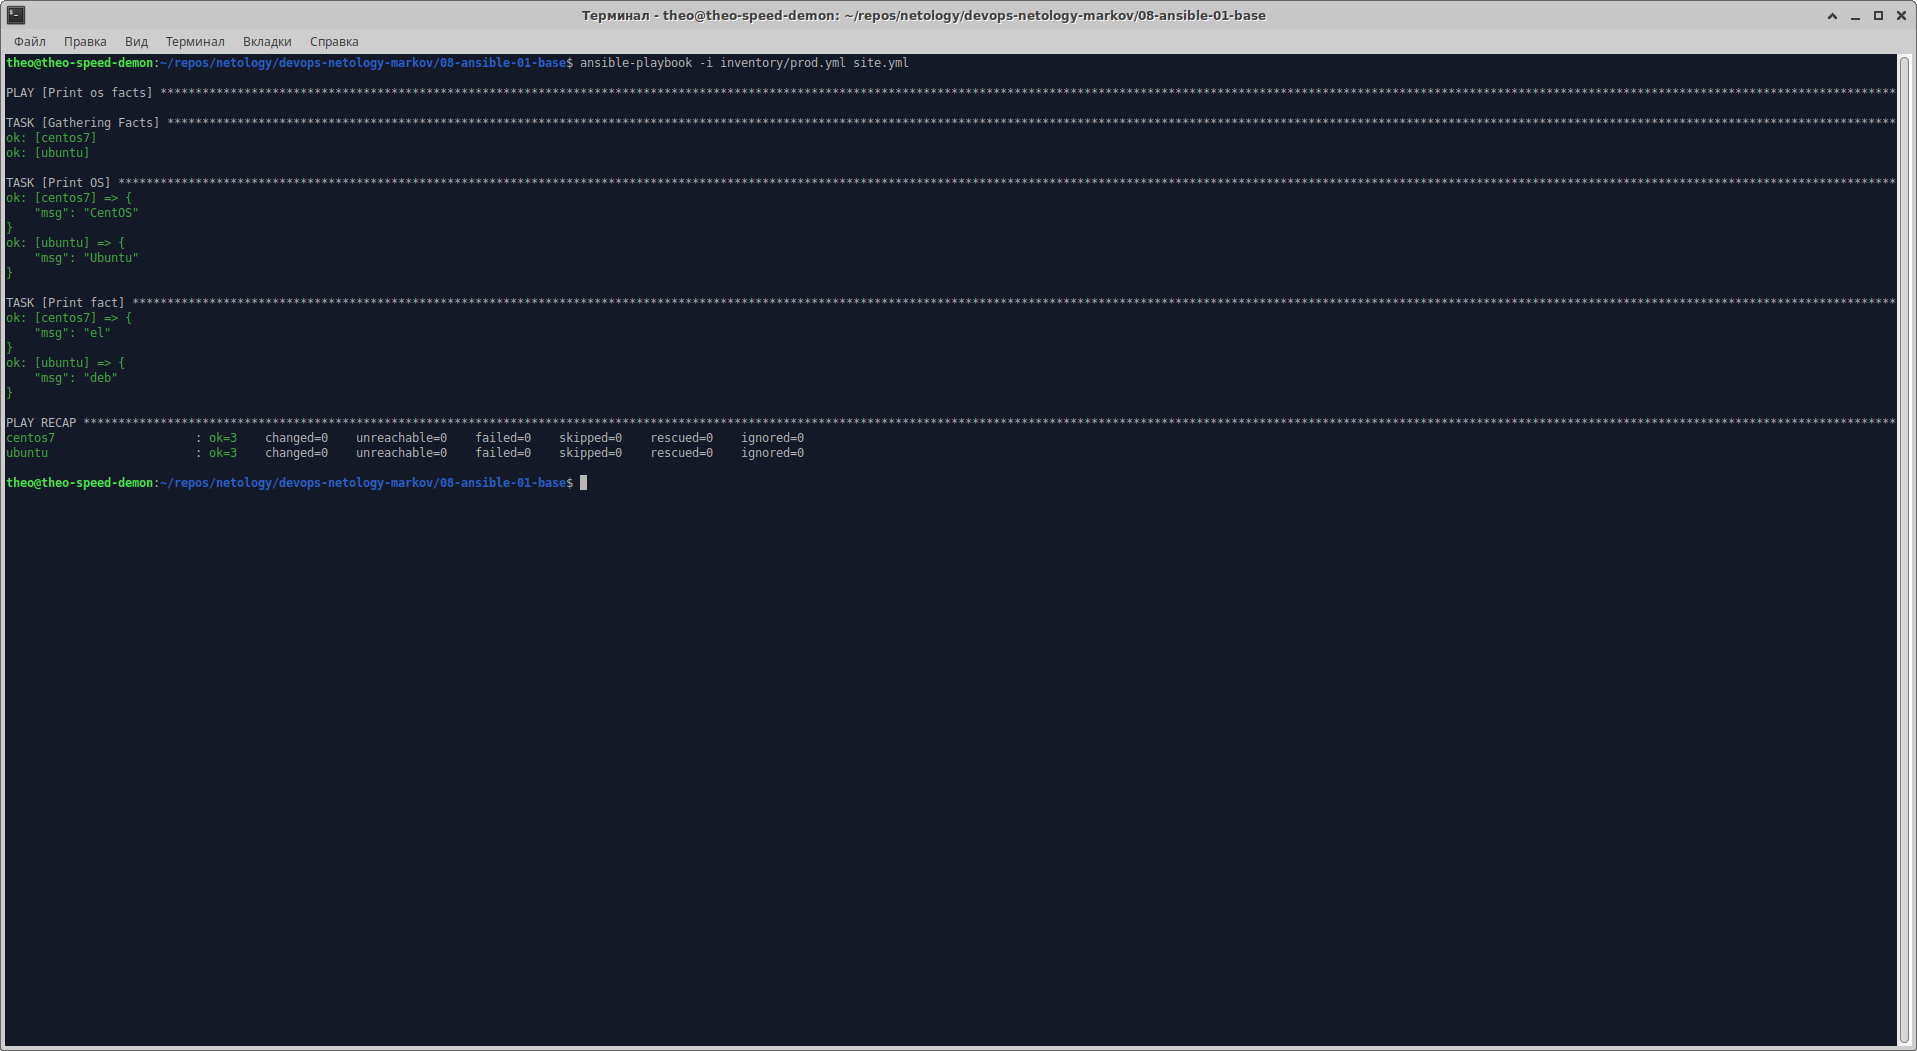 Терминал - theo@theo-speed-demon: ~/repos/netology/devops-netology-markov/08-ansible-01-base
Файл Правка Вид Терминал Вкладки Справка
theo@theo-speed-demon:~/repos/netology/devops-netology-markov/08-ansible-01-base$ ansible-playbook -i inventory/prod.yml site.yml
PLAY [Print os facts] ****************************************************************
TASK [Gathering Facts] ****************************************************************
ok: [centos7]
ok: [ubuntu]
TASK [Print OS] ****************************************************************
ok: [centos7] => {
    "msg": "CentOS"
}
ok: [ubuntu] => {
    "msg": "Ubuntu"
}
TASK [Print fact] ****************************************************************
ok: [centos7] => {
    "msg": "el"
}
ok: [ubuntu] => {
    "msg": "deb"
}
PLAY RECAP ****************************************************************
centos7                    : ok=3    changed=0    unreachable=0    failed=0    skipped=0    rescued=0    ignored=0
ubuntu                     : ok=3    changed=0    unreachable=0    failed=0    skipped=0    rescued=0    ignored=0
theo@theo-speed-demon:~/repos/netology/devops-netology-markov/08-ansible-01-base$